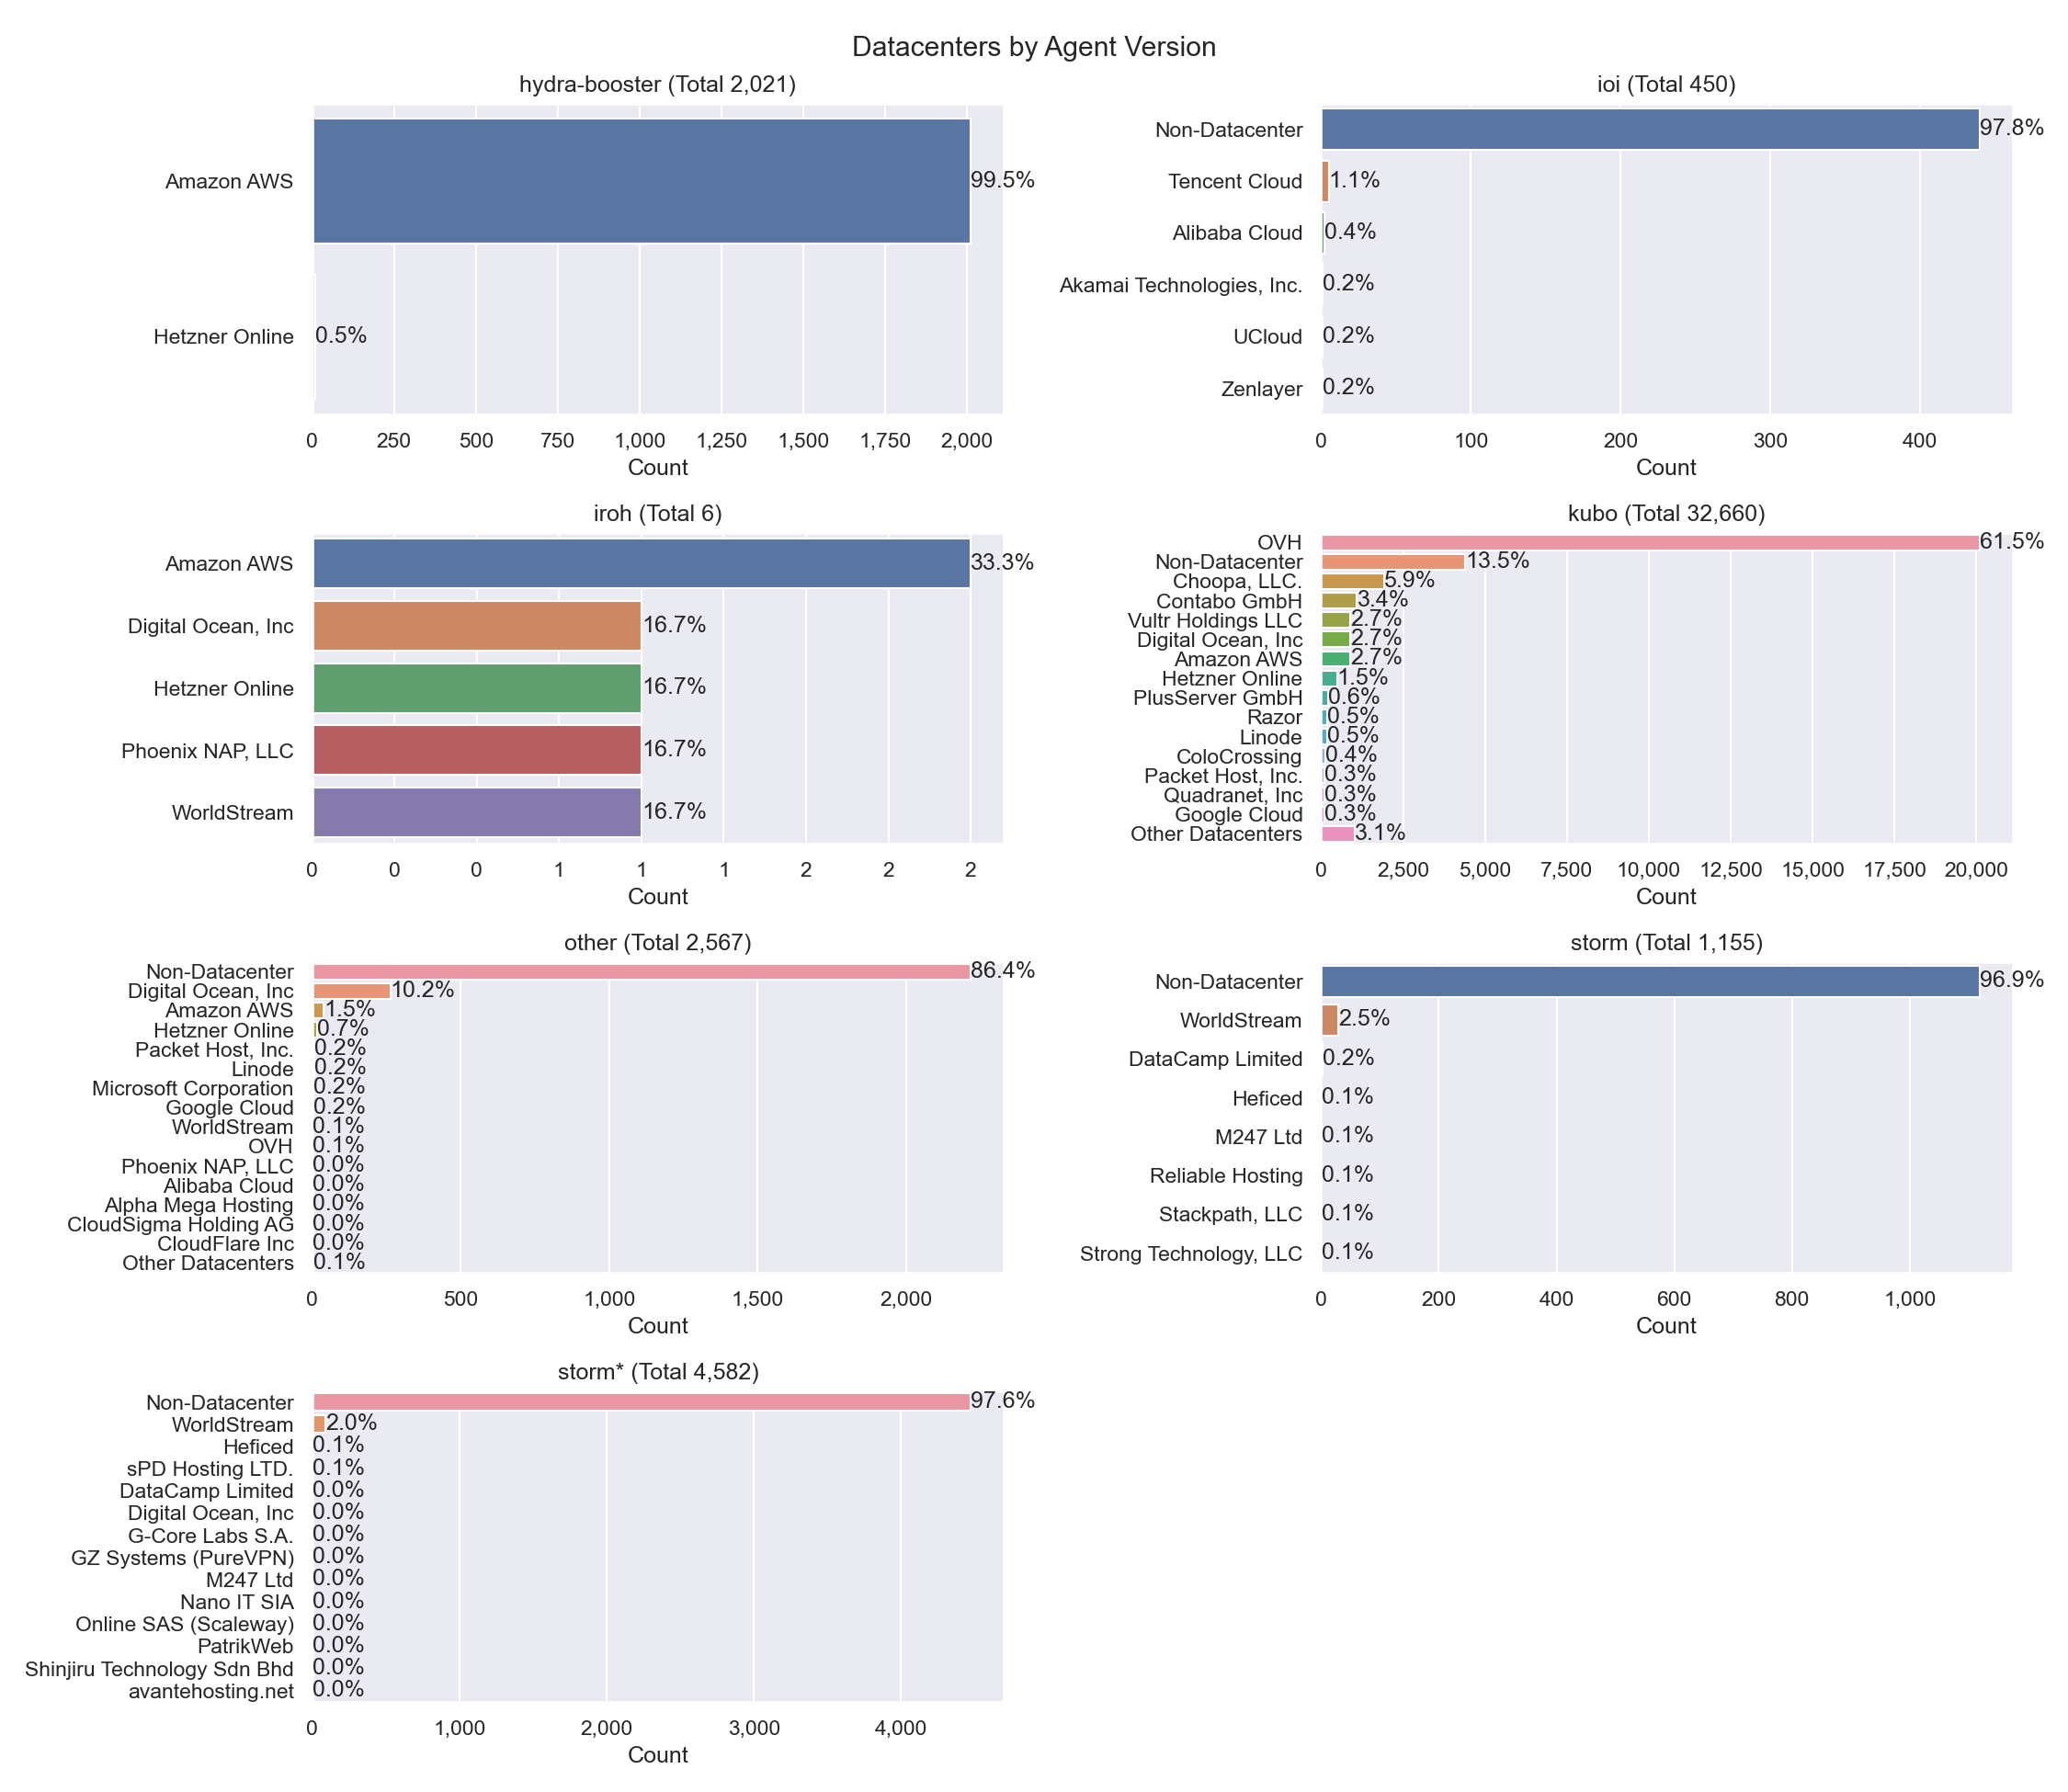 Datacenters by Agent Version
hydra-booster (Total 2,021)
Amazon AWS 99.5%
Hetzner Online 0.5%
0 250 500 750 1,000 1,250 1,500 1,750 2,000
Count
ioi (Total 450)
Non-Datacenter 97.8%
Tencent Cloud 1.1%
Alibaba Cloud 0.4%
Akamai Technologies, Inc. 0.2%
UCloud 0.2%
Zenlayer 0.2%
0 100 200 300 400
Count
iroh (Total 6)
Amazon AWS 33.3%
Digital Ocean, Inc 16.7%
Hetzner Online 16.7%
Phoenix NAP, LLC 16.7%
WorldStream 16.7%
0 0 0 1 1 1 2 2 2
Count
kubo (Total 32,660)
OVH 61.5%
Non-Datacenter 13.5%
Choopa, LLC. 5.9%
Contabo GmbH 3.4%
Vultr Holdings LLC 2.7%
Digital Ocean, Inc 2.7%
Amazon AWS 2.7%
Hetzner Online 1.5%
PlusServer GmbH 0.6%
Razor 0.5%
Linode 0.5%
ColoCrossing 0.4%
Packet Host, Inc. 0.3%
Quadranet, Inc 0.3%
Google Cloud 0.3%
Other Datacenters 3.1%
0 2,500 5,000 7,500 10,000 12,500 15,000 17,500 20,000
Count
other (Total 2,567)
Non-Datacenter 86.4%
Digital Ocean, Inc 10.2%
Amazon AWS 1.5%
Hetzner Online 0.7%
Packet Host, Inc. 0.2%
Linode 0.2%
Microsoft Corporation 0.2%
Google Cloud 0.2%
WorldStream 0.1%
OVH 0.1%
Phoenix NAP, LLC 0.0%
Alibaba Cloud 0.0%
Alpha Mega Hosting 0.0%
CloudSigma Holding AG 0.0%
CloudFlare Inc 0.0%
Other Datacenters 0.1%
0 500 1,000 1,500 2,000
Count
storm (Total 1,155)
Non-Datacenter 96.9%
WorldStream 2.5%
DataCamp Limited 0.2%
Heficed 0.1%
M247 Ltd 0.1%
Reliable Hosting 0.1%
Stackpath, LLC 0.1%
Strong Technology, LLC 0.1%
0 200 400 600 800 1,000
Count
storm* (Total 4,582)
Non-Datacenter 97.6%
WorldStream 2.0%
Heficed 0.1%
sPD Hosting LTD. 0.1%
DataCamp Limited 0.0%
Digital Ocean, Inc 0.0%
G-Core Labs S.A. 0.0%
GZ Systems (PureVPN) 0.0%
M247 Ltd 0.0%
Nano IT SIA 0.0%
Online SAS (Scaleway) 0.0%
PatrikWeb 0.0%
Shinjiru Technology Sdn Bhd 0.0%
avantehosting.net 0.0%
0 1,000 2,000 3,000 4,000
Count